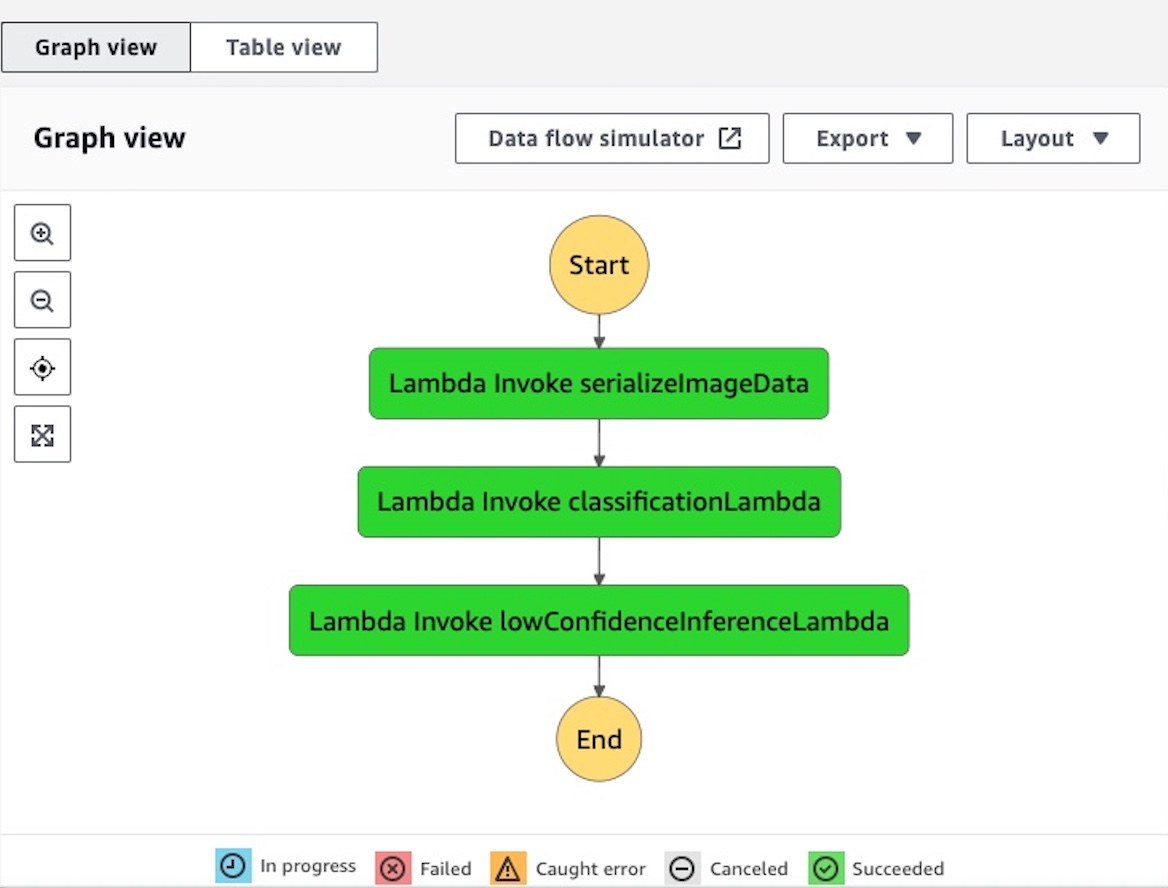 Graph view Table view
Graph view Data flow simulator Export Layout
Start
Lambda Invoke serializeImageData
Lambda Invoke classificationLambda
Lambda Invoke lowConfidenceInferenceLambda
End
In progress Failed Caught error Canceled Succeeded